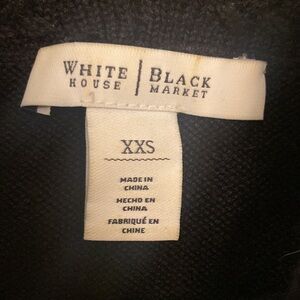 WHITE | BLACK
HOUSE | MARKET
XXS
MADE IN
CHINA
HECHO EN
CHINA
FABRIQUÉ EN
CHINE